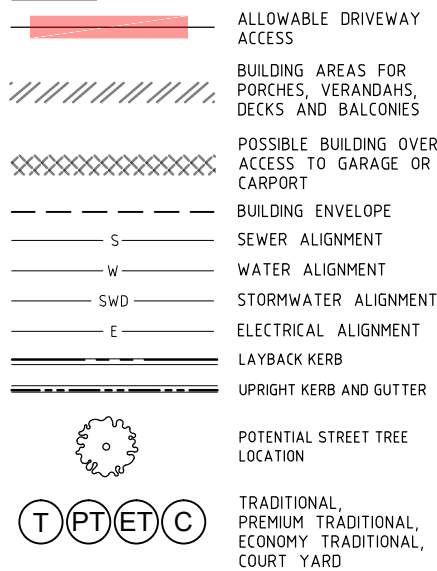 ALLOWABLE DRIVEWAY
ACCESS
BUILDING AREAS FOR
PORCHES, VERANDAHS,
DECKS AND BALCONIES
POSSIBLE BUILDING OVER
ACCESS TO GARAGE OR
CARPORT
BUILDING ENVELOPE
S SEWER ALIGNMENT
W WATER ALIGNMENT
SWD STORMWATER ALIGNMENT
E ELECTRICAL ALIGNMENT
LAYBACK KERB
UPRIGHT KERB AND GUTTER
POTENTIAL STREET TREE
LOCATION
T PT ET C
TRADITIONAL,
PREMIUM TRADITIONAL,
ECONOMY TRADITIONAL,
COURT YARD